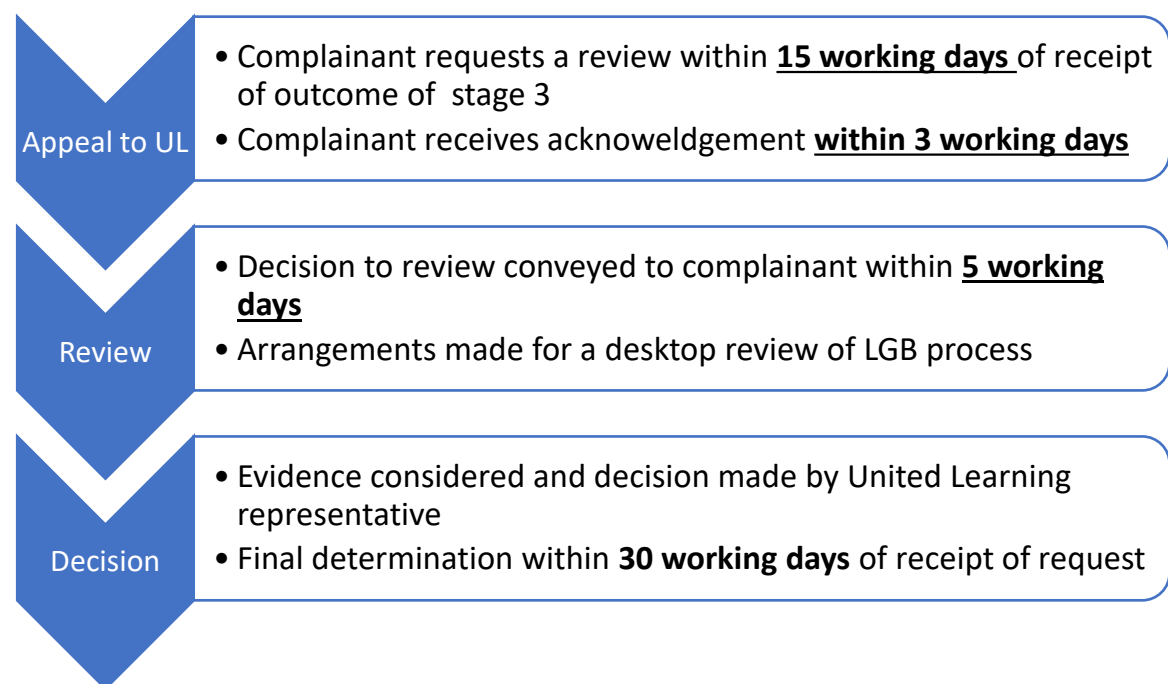 Appeal to UL
• Complainant requests a review within 15 working days of receipt
of outcome of stage 3
• Complainant receives acknoweldgement within 3 working days
Review
• Decision to review conveyed to complainant within 5 working
days
• Arrangements made for a desktop review of LGB process
Decision
• Evidence considered and decision made by United Learning
representative
• Final determination within 30 working days of receipt of request